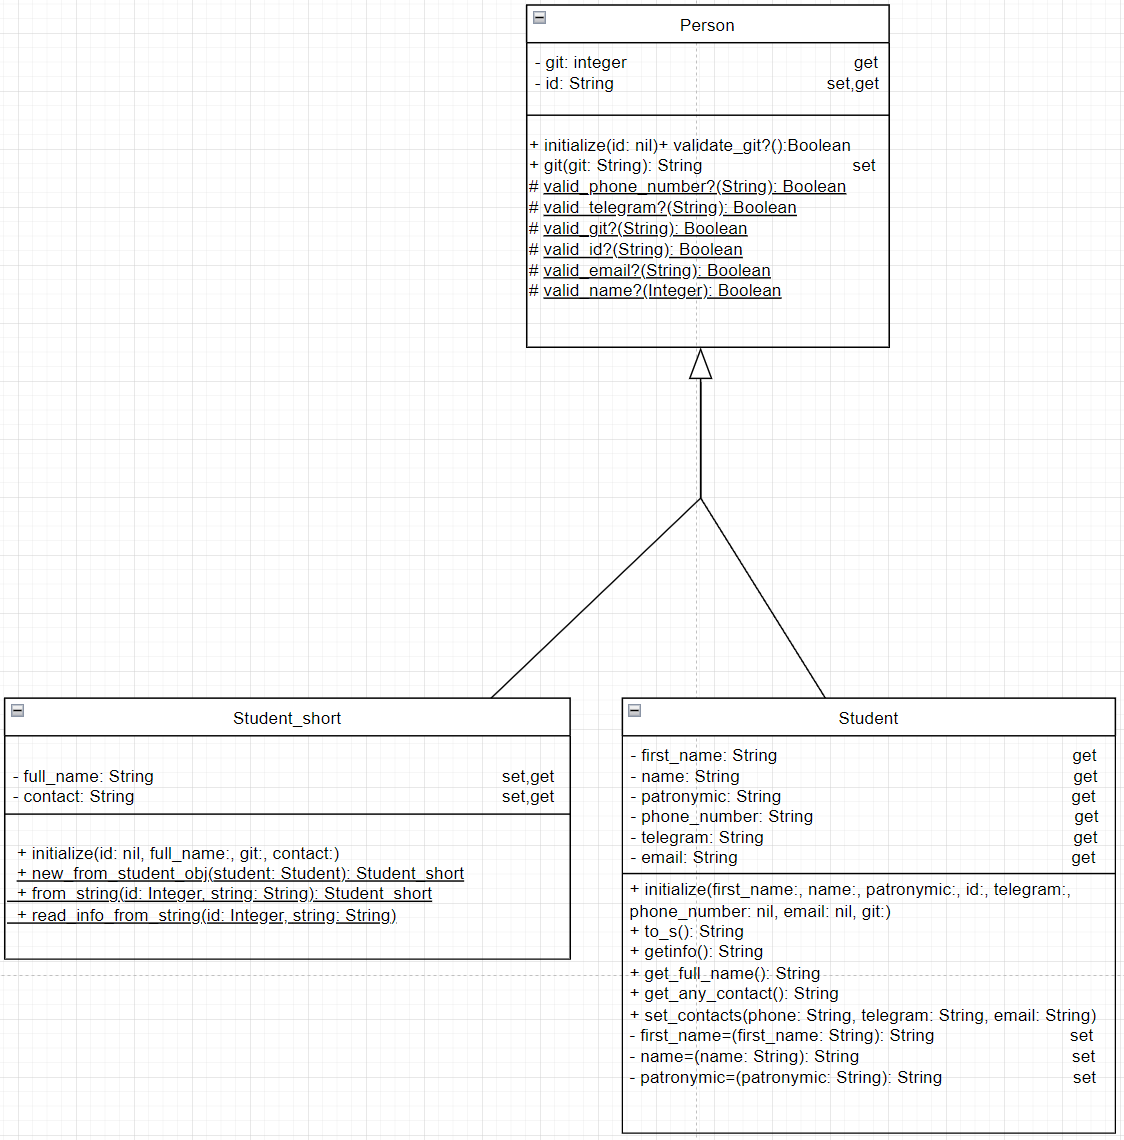 Person
- git: integer get
- id: String set,get
+ initialize(id: nil)+ validate_git?():Boolean
+ git(git: String): String set
# valid_phone_number?(String): Boolean
# valid_telegram?(String): Boolean
# valid_git?(String): Boolean
# valid_id?(String): Boolean
# valid_email?(String): Boolean
# valid_name?(Integer): Boolean
Student_short
- full_name: String set,get
- contact: String set,get
+ initialize(id: nil, full_name:, git:, contact:)
+ new_from_student_obj(student: Student): Student_short
+ from_string(id: Integer, string: String): Student_short
+ read_info_from_string(id: Integer, string: String)
Student
- first_name: String get
- name: String get
- patronymic: String get
- phone_number: String get
- telegram: String get
- email: String get
+ initialize(first_name:, name:, patronymic:, id:, telegram:,
phone_number: nil, email: nil, git:)
+ to_s(): String
+ getinfo(): String
+ get_full_name(): String
+ get_any_contact(): String
+ set_contacts(phone: String, telegram: String, email: String)
- first_name=(first_name: String): String set
- name=(name: String): String set
- patronymic=(patronymic: String): String set